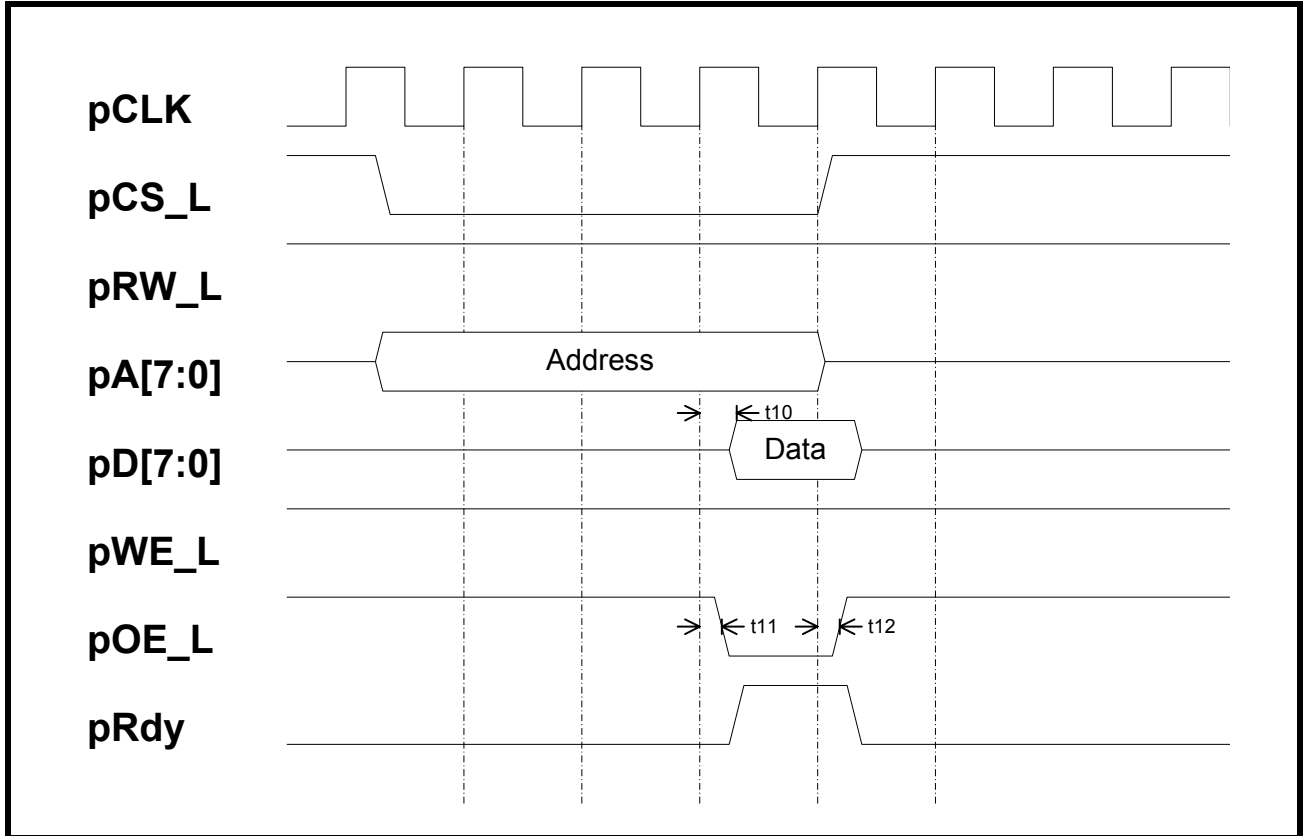 pCLK
pCS_L
pRW_L
pA[7:0]
Address
t10
pD[7:0]
Data
pWE_L
pOE_L
t11
t12
pRdy